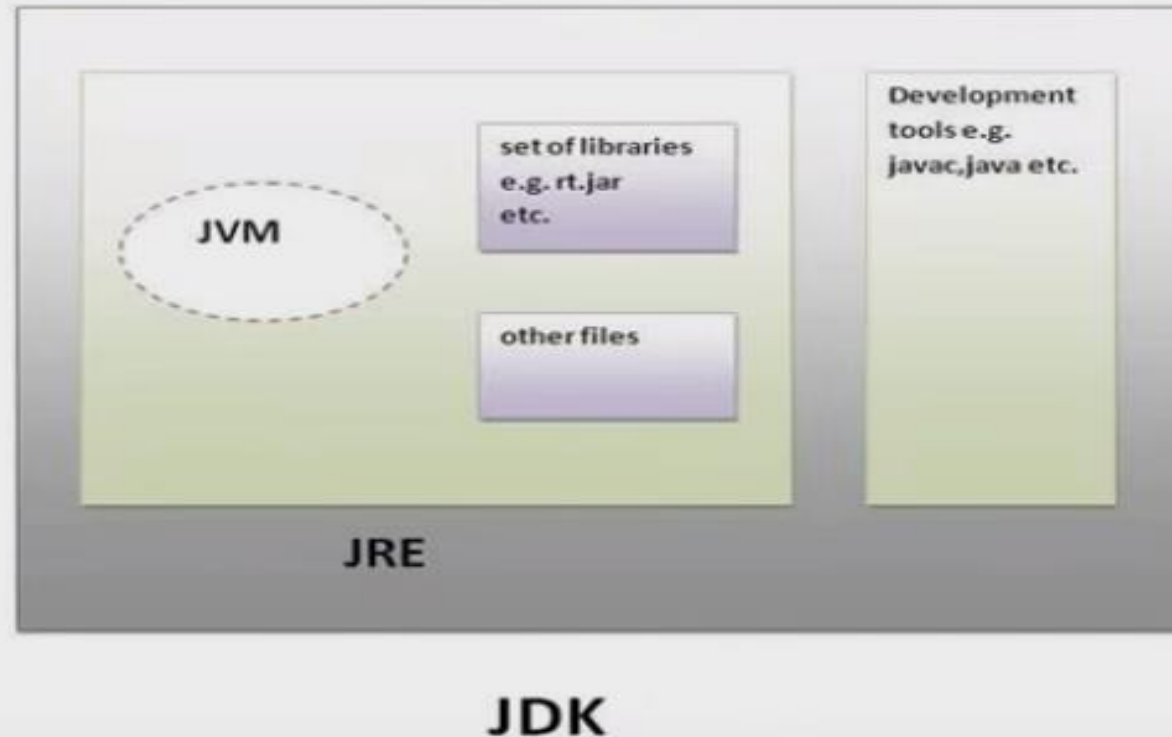 JVM
set of libraries
e.g. rt.jar
etc.
other files
Development
tools e.g.
javac,java etc.
JRE
JDK